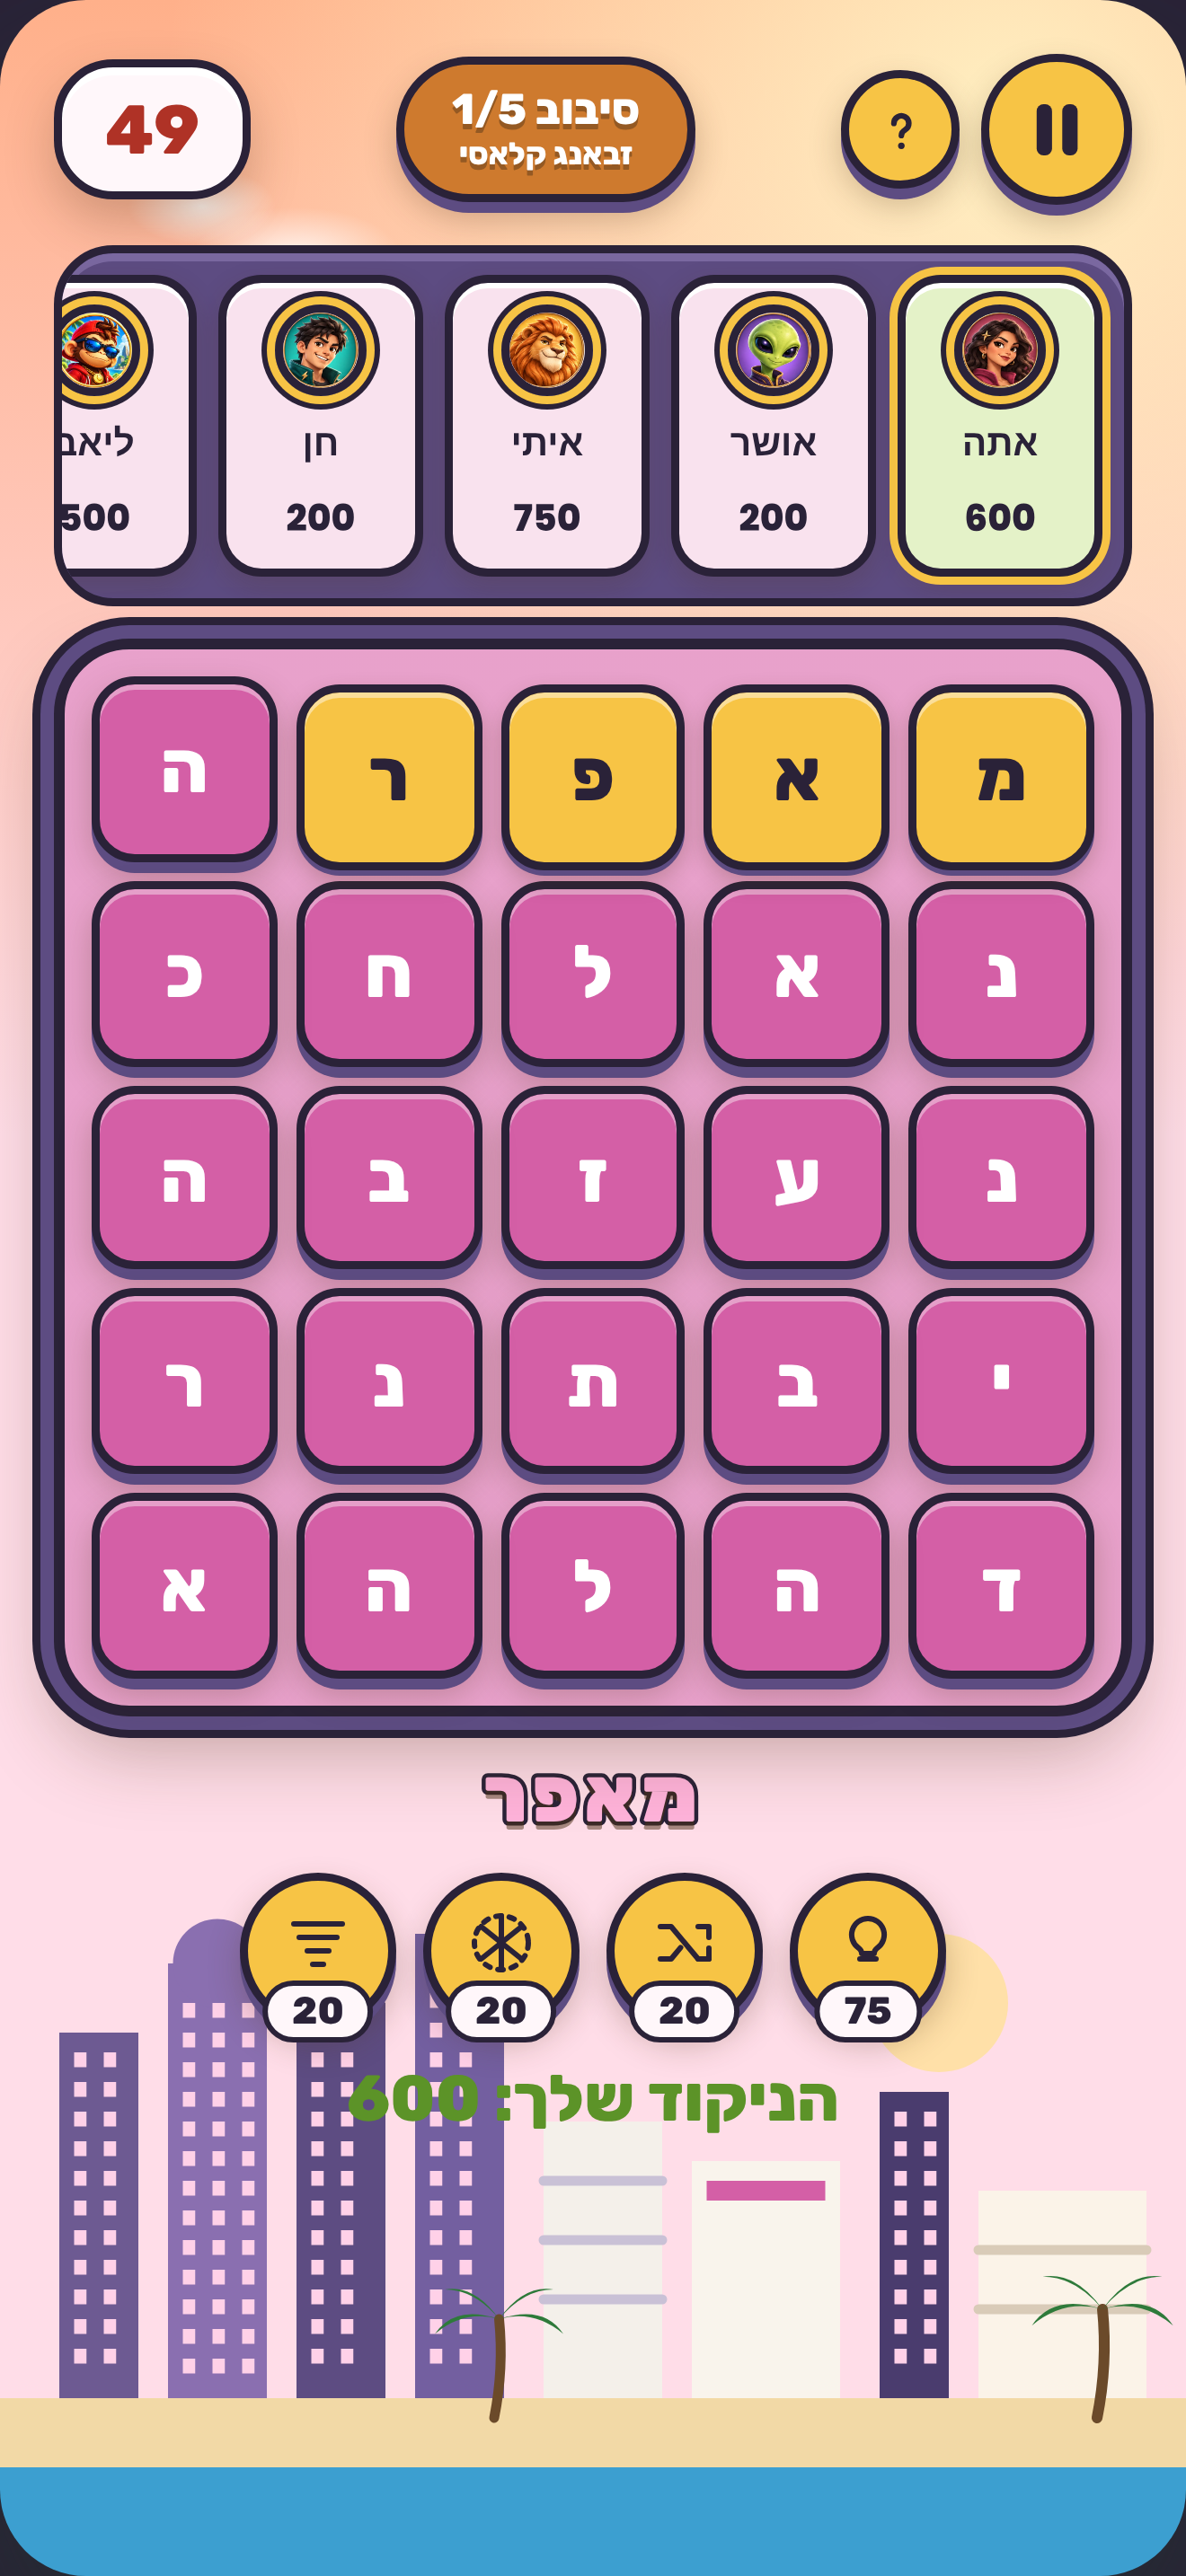 סיבוב 1/5
זבאנג קלאסי
?
49
אתה
600
אושר
200
איתי
750
חן
200
ליאב
500
מ א פ ר ה
נ א ל ח כ
נ ע ז ב ה
י ב ת נ ר
ד ה ל ה א
מאפר
75 20 20 20
הניקוד שלך: 600